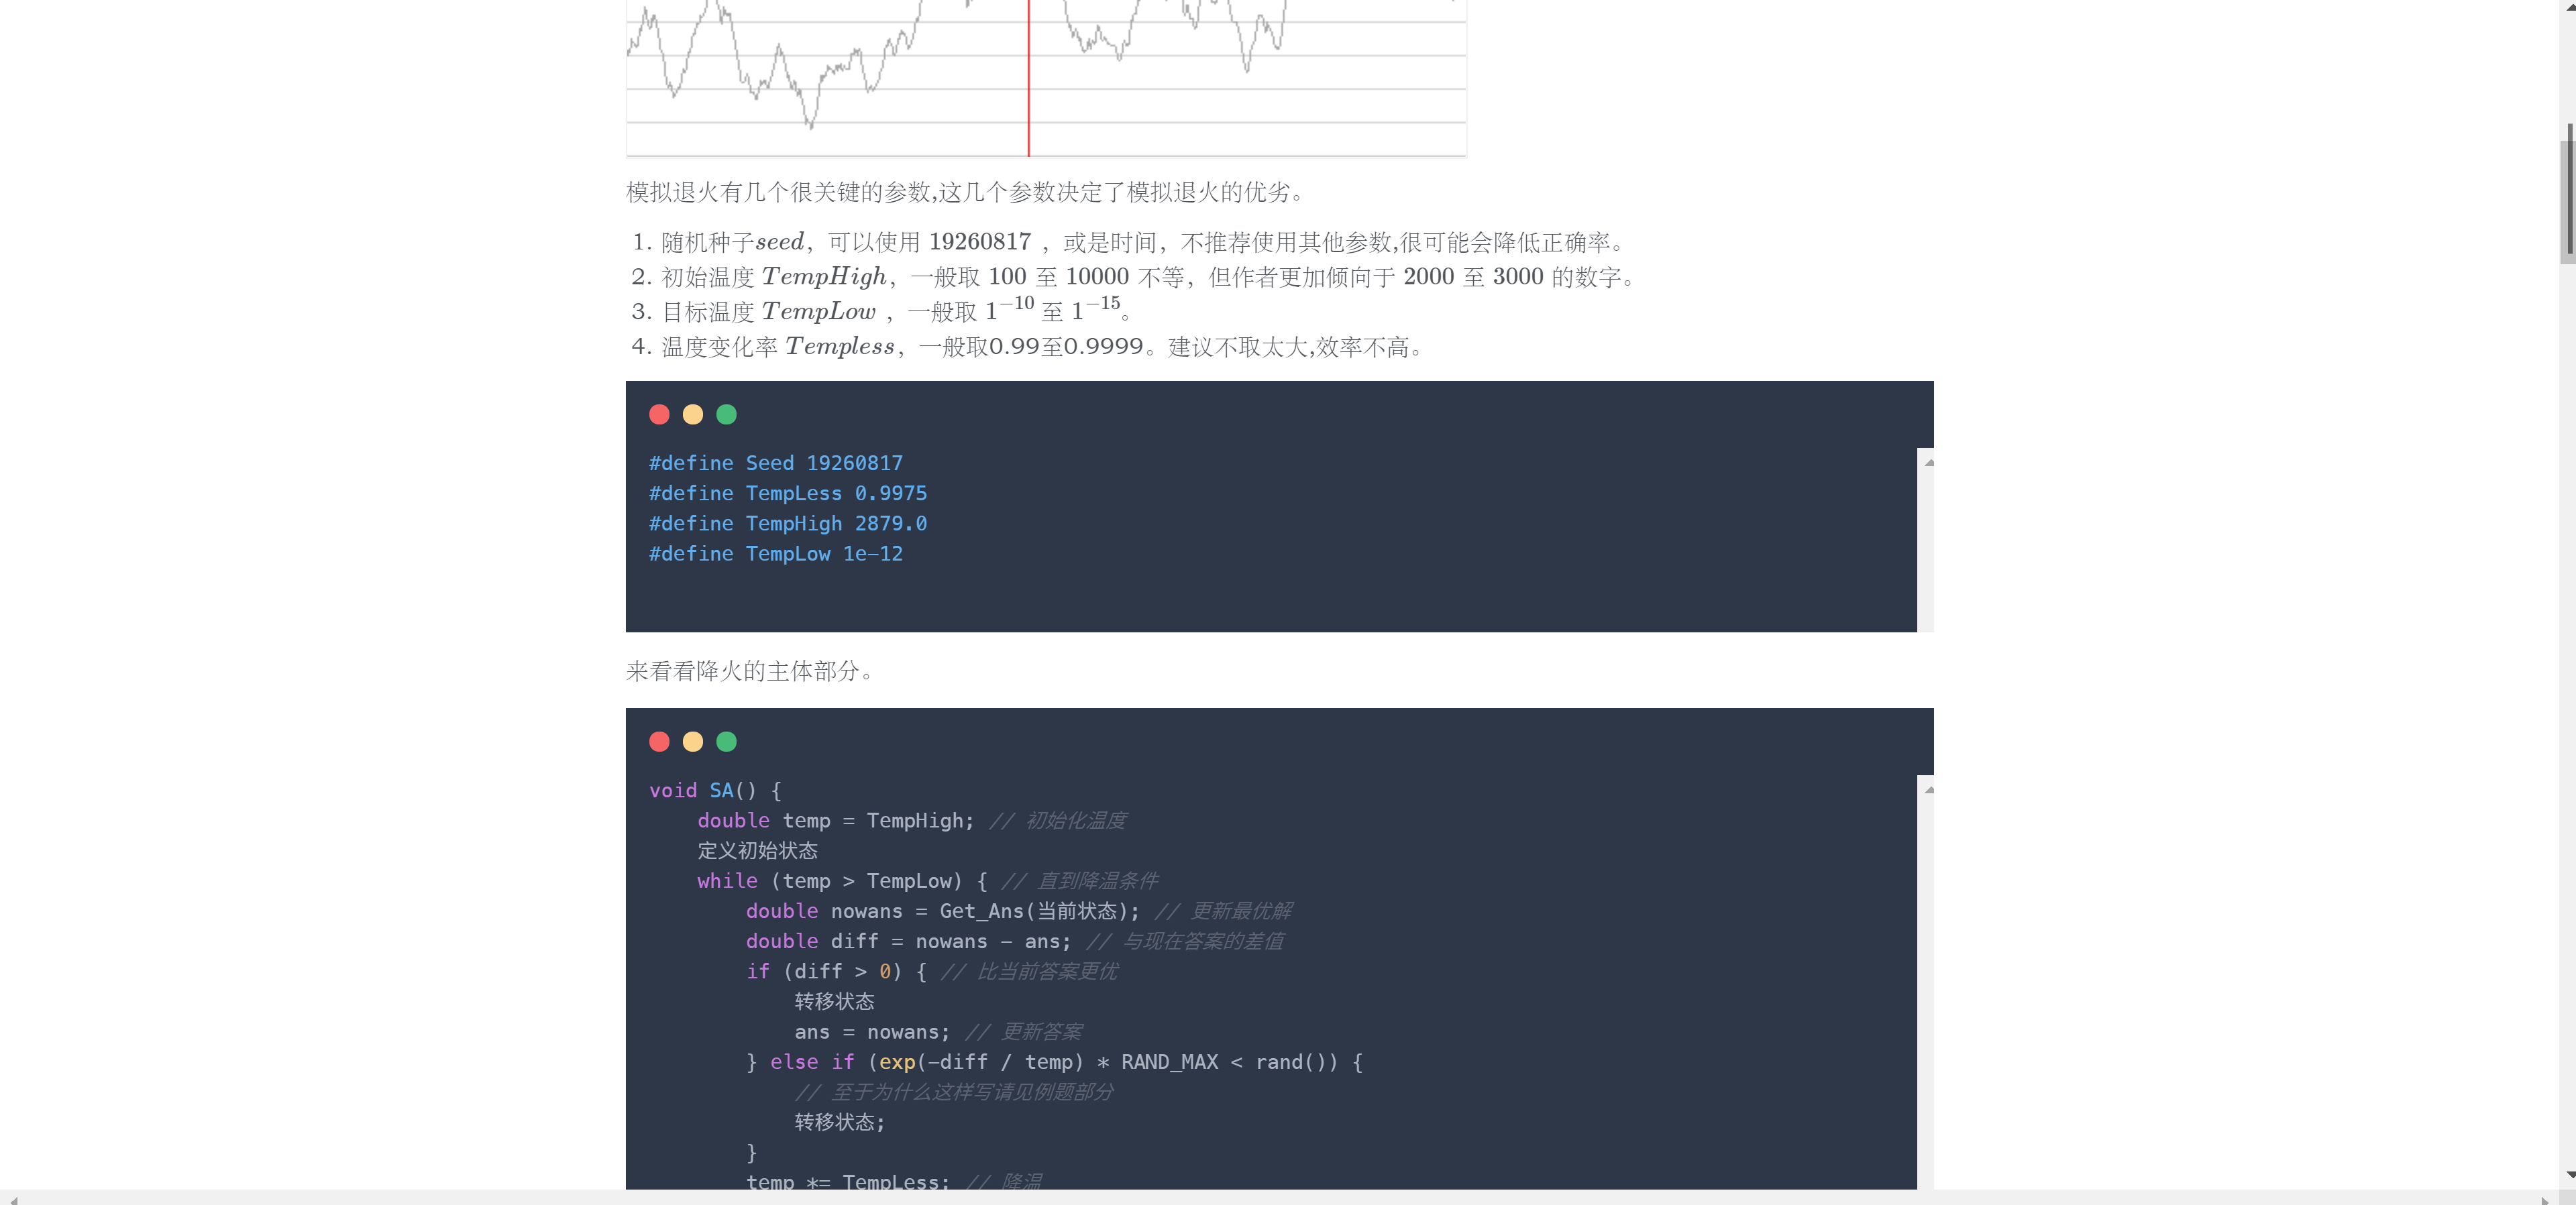 模拟退火有几个很关键的参数,这几个参数决定了模拟退火的优劣。
1. 随机种子seed，可以使用 19260817 ，或是时间，不推荐使用其他参数,很可能会降低正确率。
2. 初始温度 TempHigh，一般取 100 至 10000 不等，但作者更加倾向于 2000 至 3000 的数字。
3. 目标温度 TempLow ，一般取 1^−10 至 1^−15。
4. 温度变化率 Templess，一般取0.99至0.9999。建议不取太大,效率不高。
#define Seed 19260817
#define TempLess 0.9975
#define TempHigh 2879.0
#define TempLow 1e-12
来看看降火的主体部分。
void SA() {
    double temp = TempHigh; // 初始化温度
    定义初始状态
    while (temp > TempLow) { // 直到降温条件
        double nowans = Get_Ans(当前状态); // 更新最优解
        double diff = nowans - ans; // 与现在答案的差值
        if (diff > 0) { // 比当前答案更优
            转移状态
            ans = nowans; // 更新答案
        } else if (exp(-diff / temp) * RAND_MAX < rand()) {
            // 至于为什么这样写请见例题部分
            转移状态;
        }
        temp *= TempLess; // 降温